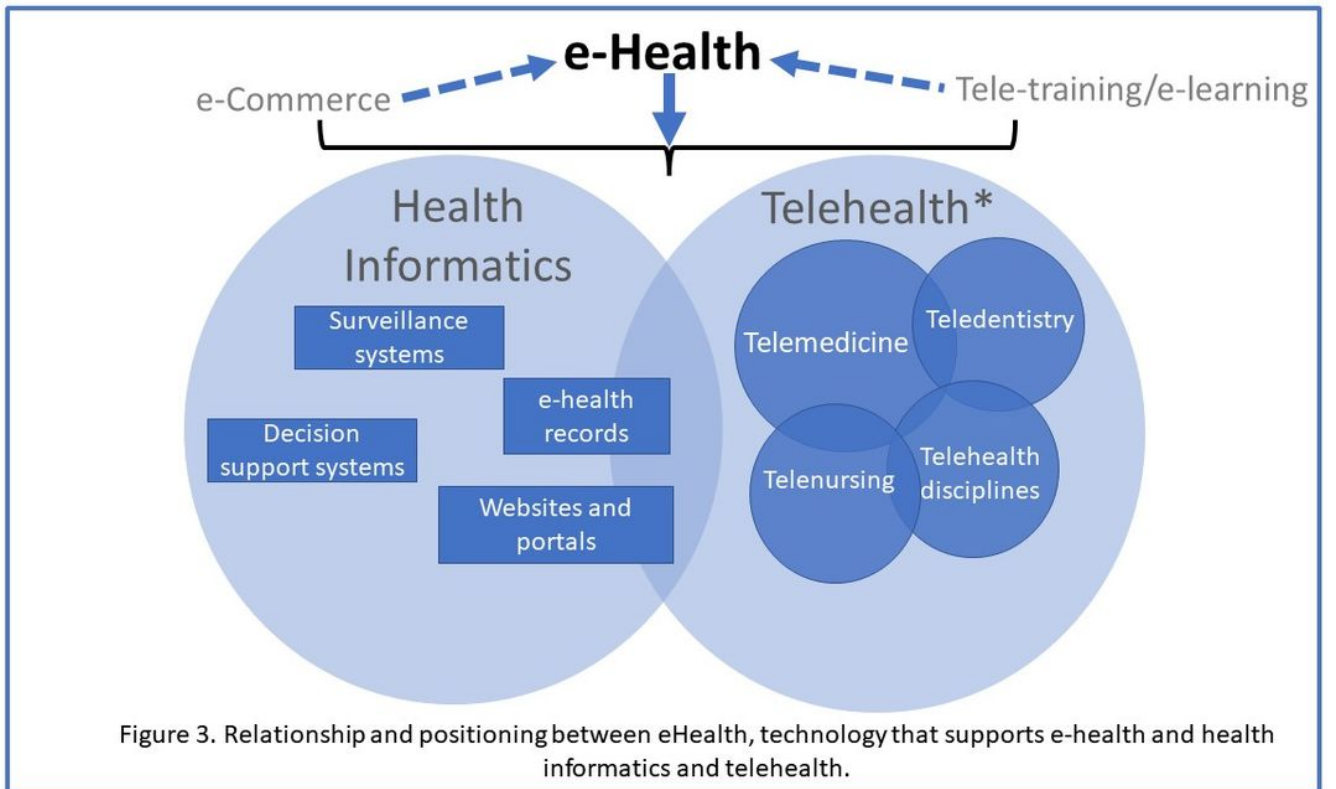 e-Health
e-Commerce
Tele-training/e-learning
Health
Informatics
Telehealth*
Surveillance
systems
e-health
records
Decision
support systems
Websites and
portals
Telemedicine
Teledentistry
Telenursing
Telehealth
disciplines
Figure 3. Relationship and positioning between eHealth, technology that supports e-health and health
informatics and telehealth.